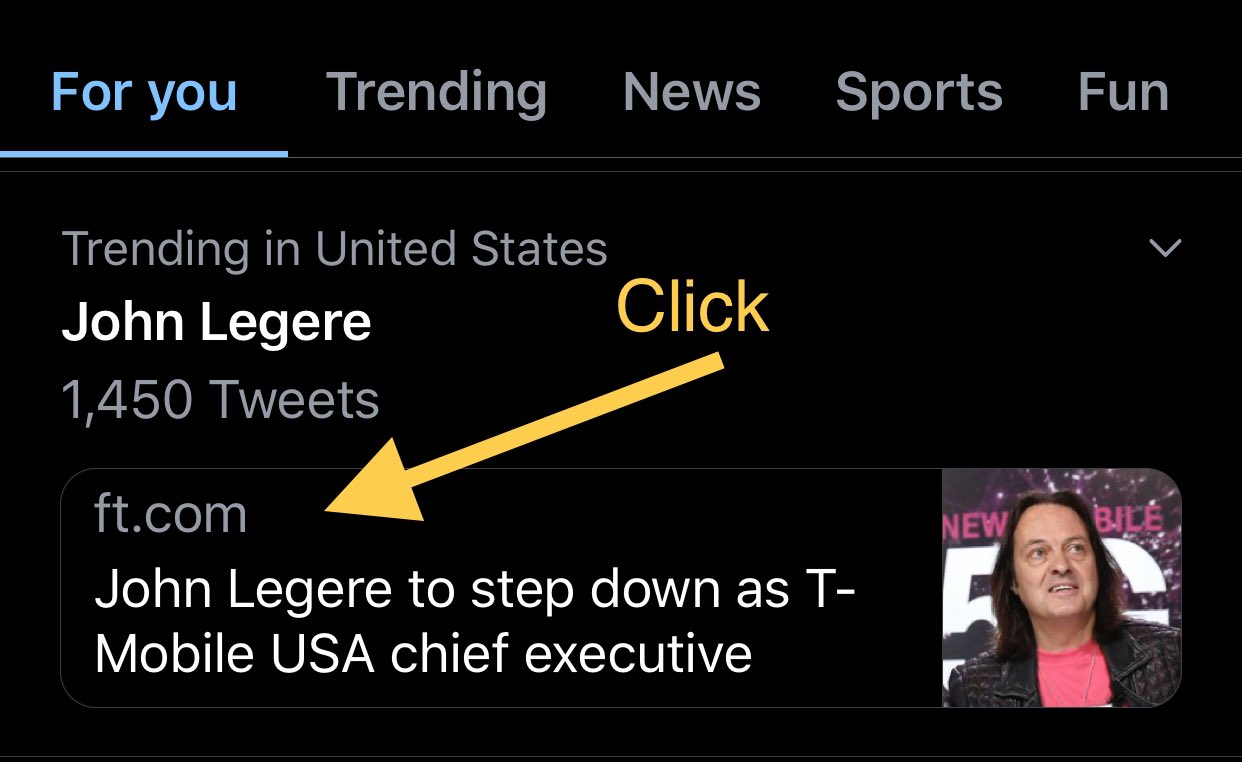 For you Trending News Sports Fun
Trending in United States
John Legere
Click
1,450 Tweets
ft.com
John Legere to step down as T-
Mobile USA chief executive
NEW
BILE
5G